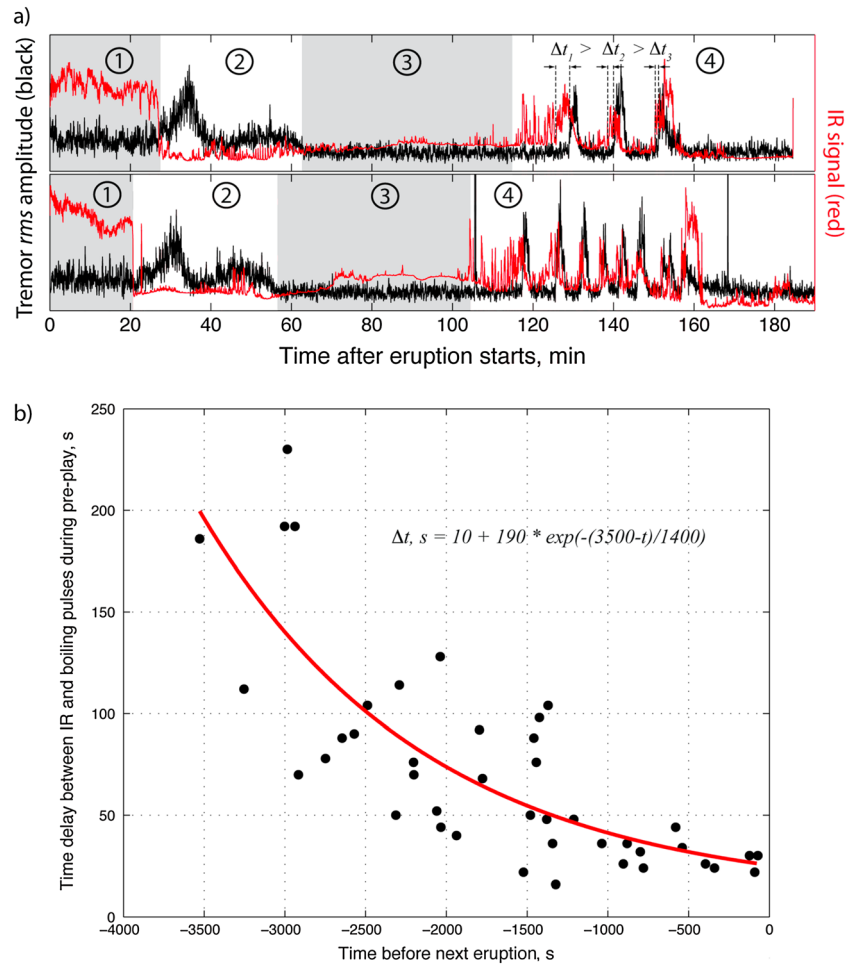 a)
Tremor rms amplitude (black)
IR signal (red)
1
2
3
Δt1 > Δt2 > Δt3
4
1
2
3
4
0 20 40 60 80 100 120 140 160 180
Time after eruption starts, min
b)
Time delay between IR and boiling pulses during pre-play, s
250
200
Δt, s = 10 + 190 * exp(-(3500-t)/1400)
150
100
50
0
−4000 −3500 −3000 −2500 −2000 −1500 −1000 −500 0
Time before next eruption, s